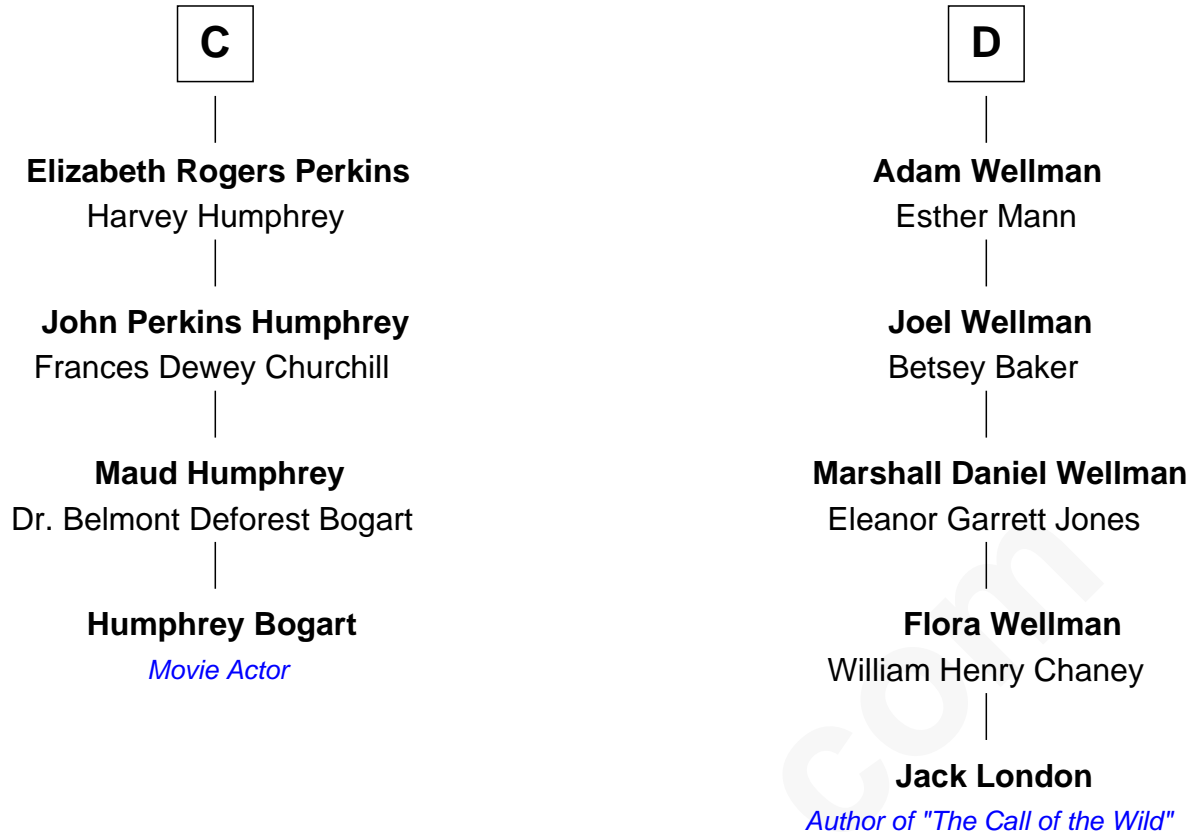 C
Elizabeth Rogers Perkins
Harvey Humphrey
John Perkins Humphrey
Frances Dewey Churchill
Maud Humphrey
Dr. Belmont Deforest Bogart
Humphrey Bogart
Movie Actor
D
Adam Wellman
Esther Mann
Joel Wellman
Betsey Baker
Marshall Daniel Wellman
Eleanor Garrett Jones
Flora Wellman
William Henry Chaney
Jack London
Author of "The Call of the Wild"
com